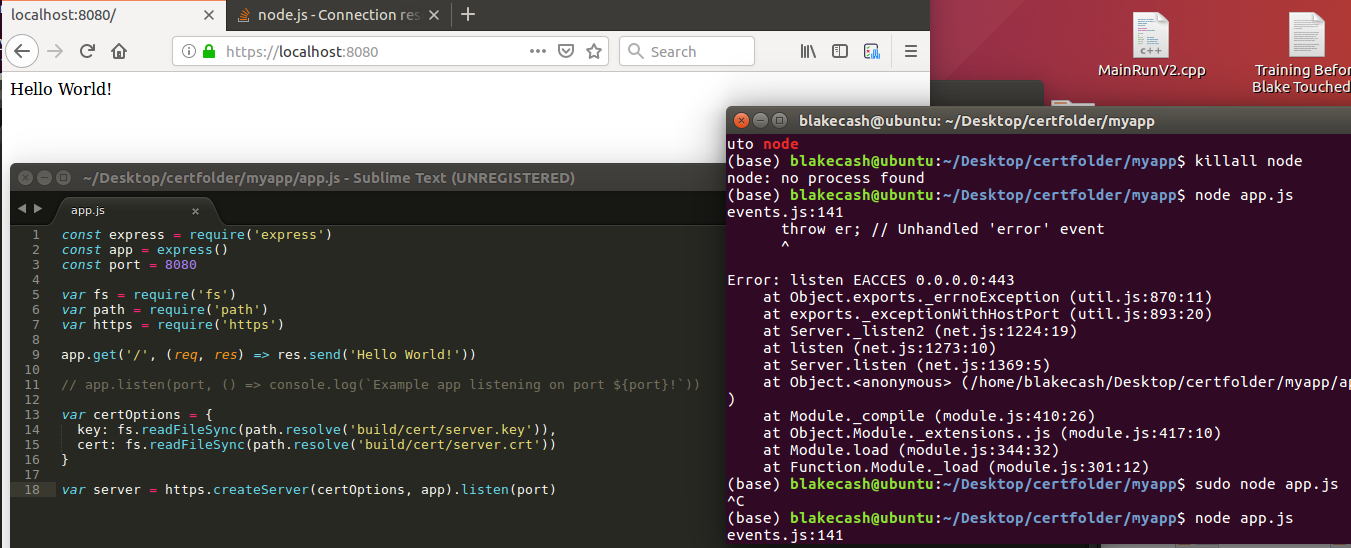 localhost:8080/
node.js - Connection res
https://localhost:8080
Search
Hello World!
MainRunV2.cpp
Training Before
Blake Touched
~/Desktop/certfolder/myapp/app.js - Sublime Text (UNREGISTERED)
app.js
1 const express = require('express')
2 const app = express()
3 const port = 8080
4
5 var fs = require('fs')
6 var path = require('path')
7 var https = require('https')
8
9 app.get('/', (req, res) => res.send('Hello World!'))
10
11 // app.listen(port, () => console.log(`Example app listening on port ${port}!`))
12
13 var certOptions = {
14 key: fs.readFileSync(path.resolve('build/cert/server.key')),
15 cert: fs.readFileSync(path.resolve('build/cert/server.crt'))
16 }
17
18 var server = https.createServer(certOptions, app).listen(port)
blakecash@ubuntu: ~/Desktop/certfolder/myapp
uto node
(base) blakecash@ubuntu:~/Desktop/certfolder/myapp$ killall node
node: no process found
(base) blakecash@ubuntu:~/Desktop/certfolder/myapp$ node app.js
events.js:141
throw er; // Unhandled 'error' event
^
Error: listen EACCES 0.0.0.0:443
at Object.exports._errnoException (util.js:870:11)
at exports._exceptionWithHostPort (util.js:893:20)
at Server._listen2 (net.js:1224:19)
at listen (net.js:1273:10)
at Server.listen (net.js:1369:5)
at Object.<anonymous> (/home/blakecash/Desktop/certfolder/myapp/ap
)
at Module._compile (module.js:410:26)
at Object.Module._extensions..js (module.js:417:10)
at Module.load (module.js:344:32)
at Function.Module._load (module.js:301:12)
(base) blakecash@ubuntu:~/Desktop/certfolder/myapp$ sudo node app.js
^C
(base) blakecash@ubuntu:~/Desktop/certfolder/myapp$ node app.js
events.js:141